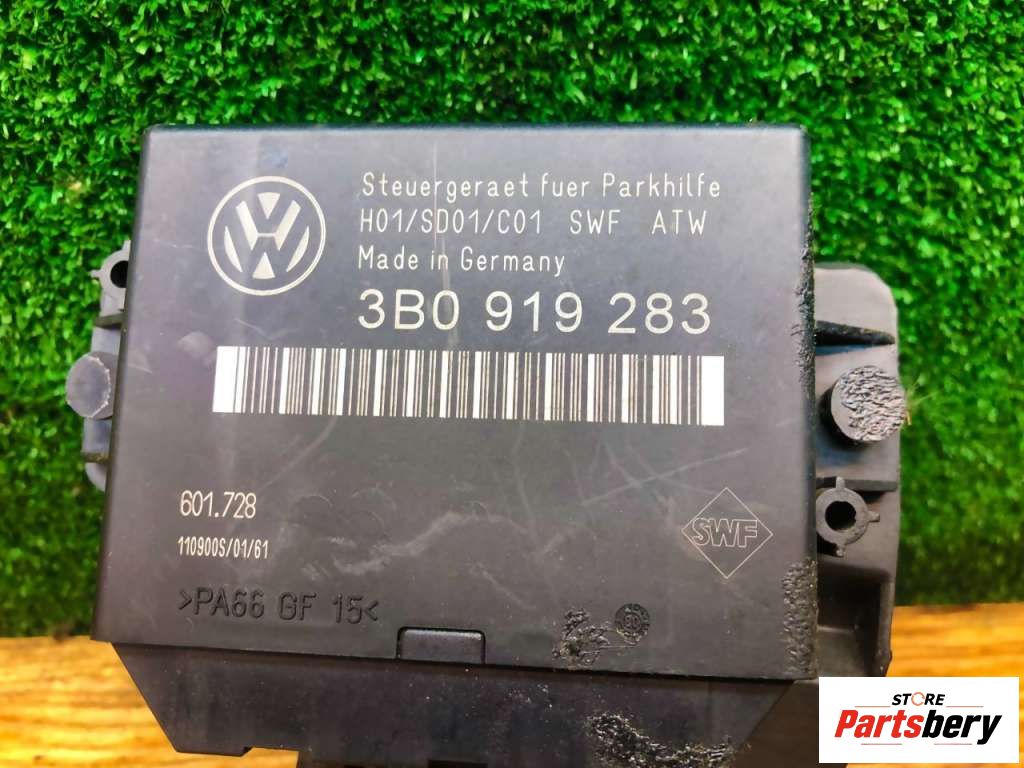 Steuergeraet fuer Parkhilfe
H01/SD01/C01 SWF ATW
Made in Germany
3B0 919 283
601.728
110900S/01/61
SWF
>PA66 GF 15<
STORE
Partsbery